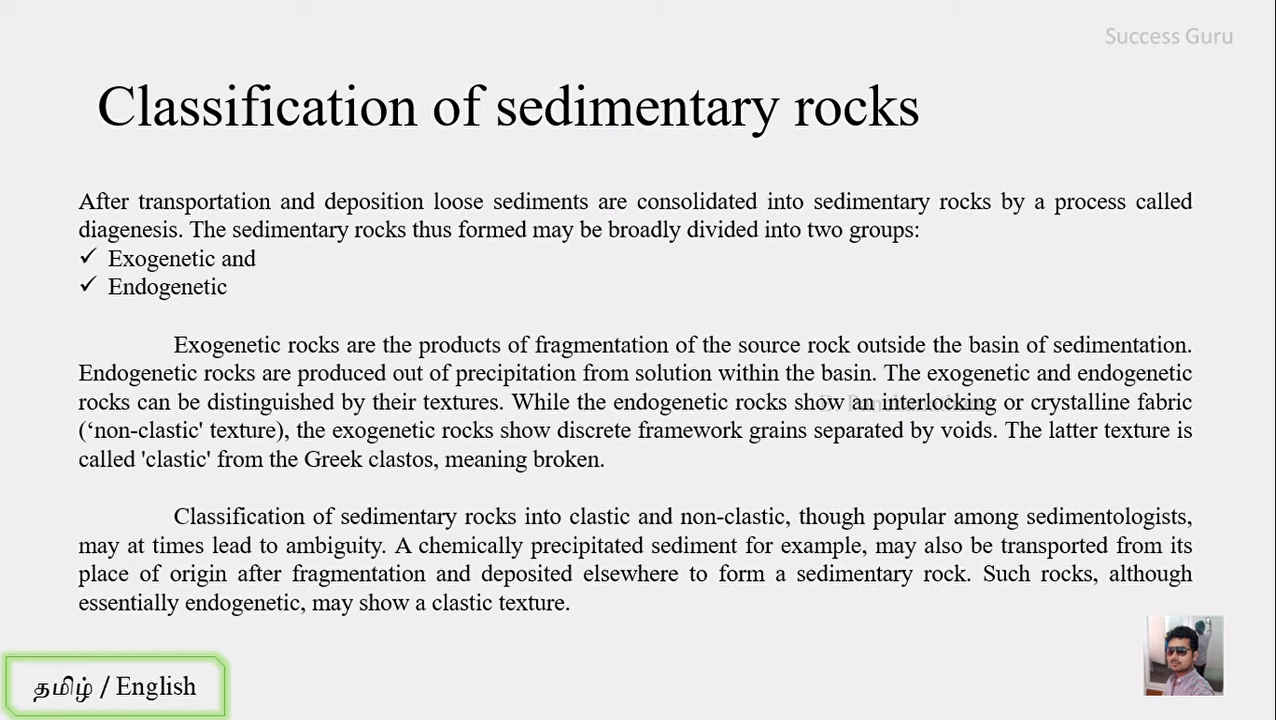 Success Guru
Classification of sedimentary rocks
After transportation and deposition loose sediments are consolidated into sedimentary rocks by a process called
diagenesis. The sedimentary rocks thus formed may be broadly divided into two groups:
✓ Exogenetic and
✓ Endogenetic
Exogenetic rocks are the products of fragmentation of the source rock outside the basin of sedimentation.
Endogenetic rocks are produced out of precipitation from solution within the basin. The exogenetic and endogenetic
rocks can be distinguished by their textures. While the endogenetic rocks show an interlocking or crystalline fabric
(‘non-clastic' texture), the exogenetic rocks show discrete framework grains separated by voids. The latter texture is
called 'clastic' from the Greek clastos, meaning broken.
Classification of sedimentary rocks into clastic and non-clastic, though popular among sedimentologists,
may at times lead to ambiguity. A chemically precipitated sediment for example, may also be transported from its
place of origin after fragmentation and deposited elsewhere to form a sedimentary rock. Such rocks, although
essentially endogenetic, may show a clastic texture.
தமிழ் / English